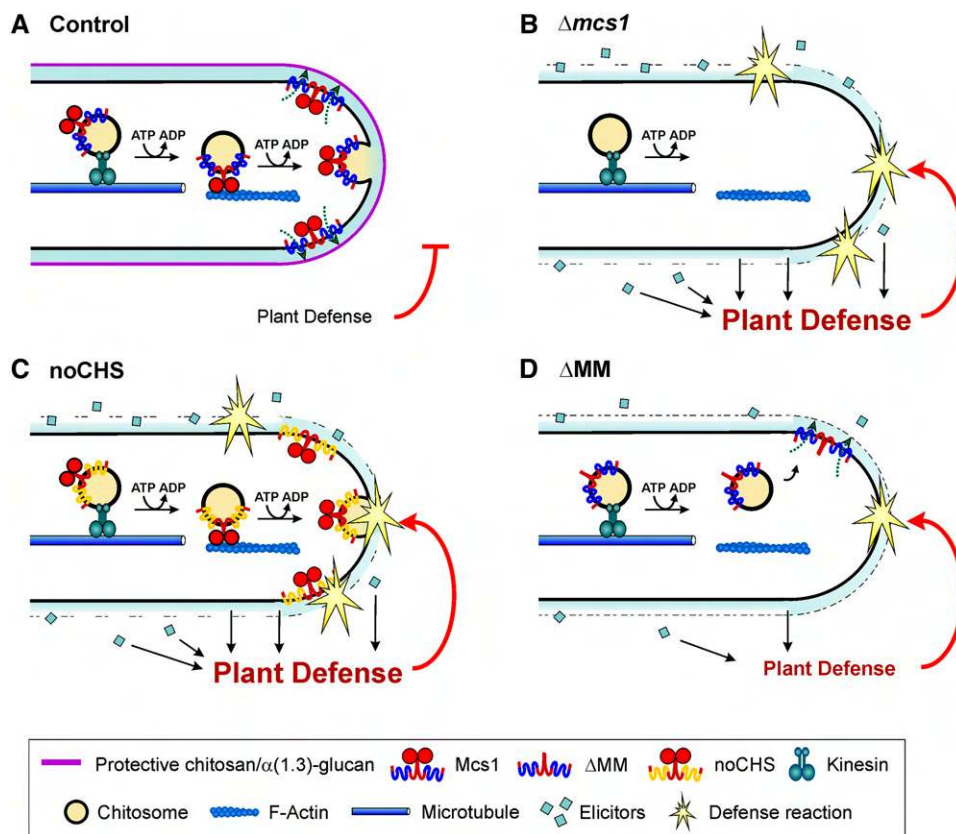 A Control
ATP ADP
ATP ADP
Plant Defense
B Δmcs1
ATP ADP
Plant Defense
C noCHS
ATP ADP
ATP ADP
Plant Defense
D ΔMM
ATP ADP
Plant Defense
Protective chitosan/α(1.3)-glucan Mcs1 ΔMM noCHS Kinesin
Chitosome F-Actin Microtubule Elicitors Defense reaction